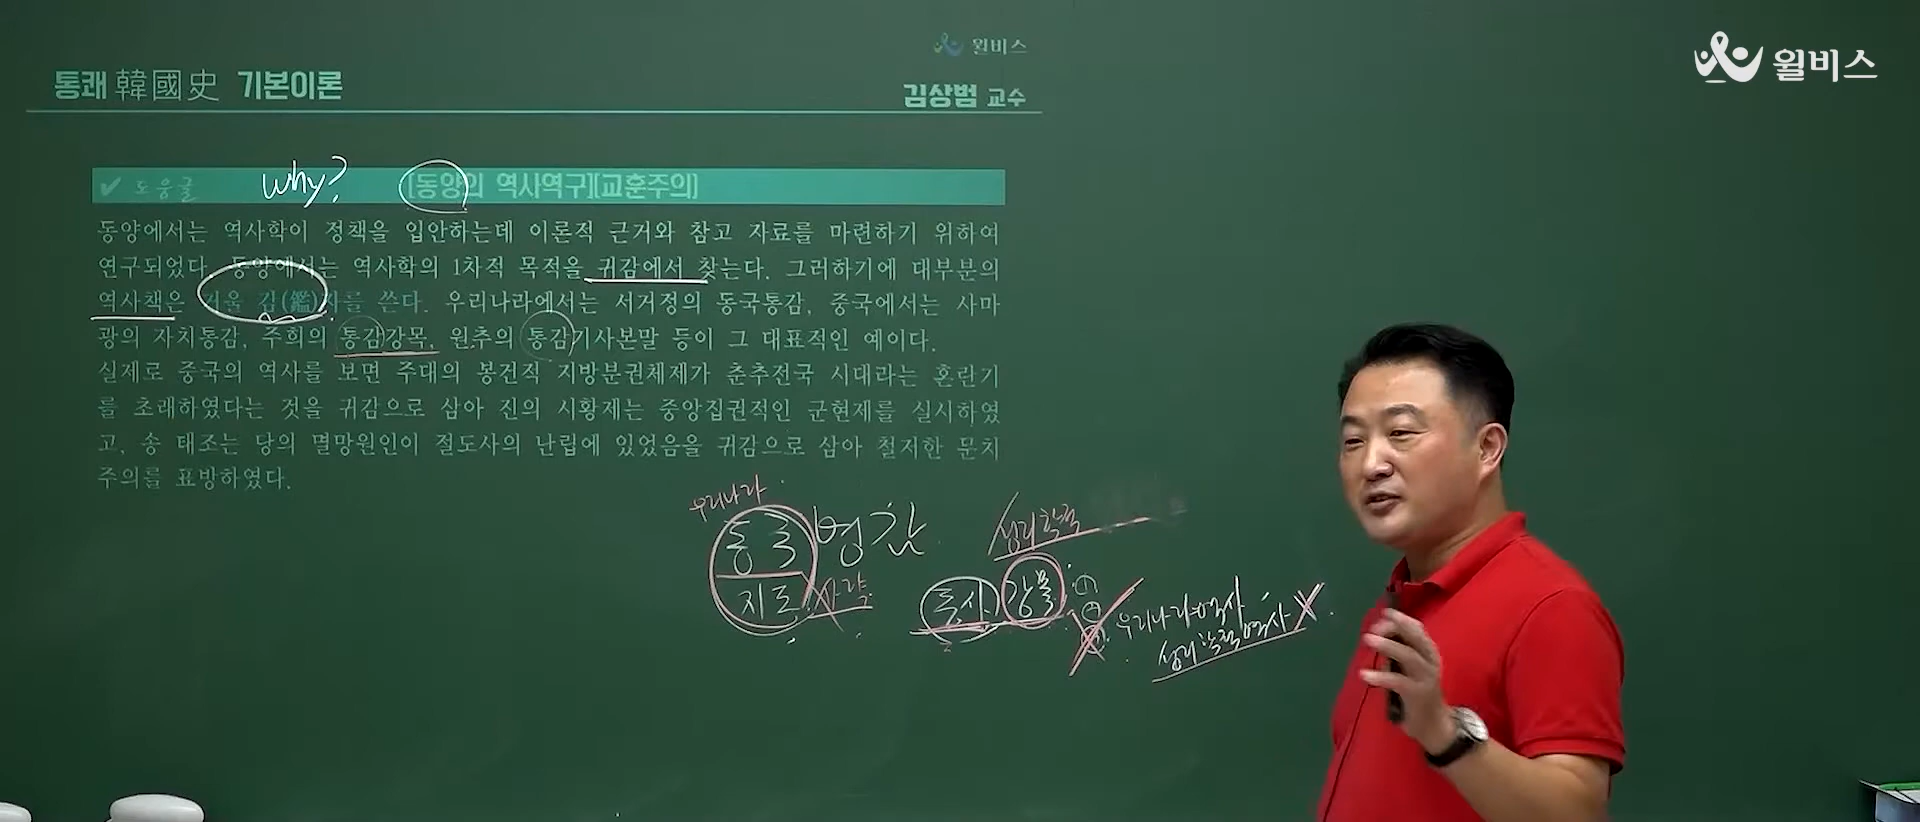 윌비스
윌비스
통쾌 韓國史 기본이론
김상범 교수
✔ 도움글 why? [동양의 역사연구][교훈주의]
동양에서는 역사학이 정책을 입안하는데 이론적 근거와 참고 자료를 마련하기 위하여
연구되었다. 동양에서는 역사학의 1차적 목적을 귀감에서 찾는다. 그러하기에 대부분의
역사책은 거울 감(鑑)자를 쓴다. 우리나라에서는 서거정의 동국통감, 중국에서는 사마
광의 자치통감, 주희의 통감강목, 원추의 통감기사본말 등이 그 대표적인 예이다.
실제로 중국의 역사를 보면 주대의 봉건적 지방분권체제가 춘추전국 시대라는 혼란기
를 초래하였다는 것을 귀감으로 삼아 진의 시황제는 중앙집권적인 군현제를 실시하였
고, 송 태조는 당의 멸망원인이 절도사의 난립에 있었음을 귀감으로 삼아 철저한 문치
주의를 표방하였다.
우리나라
동국
성리학적
지도 사략
강목
우리나라역사
성리학적역사 X